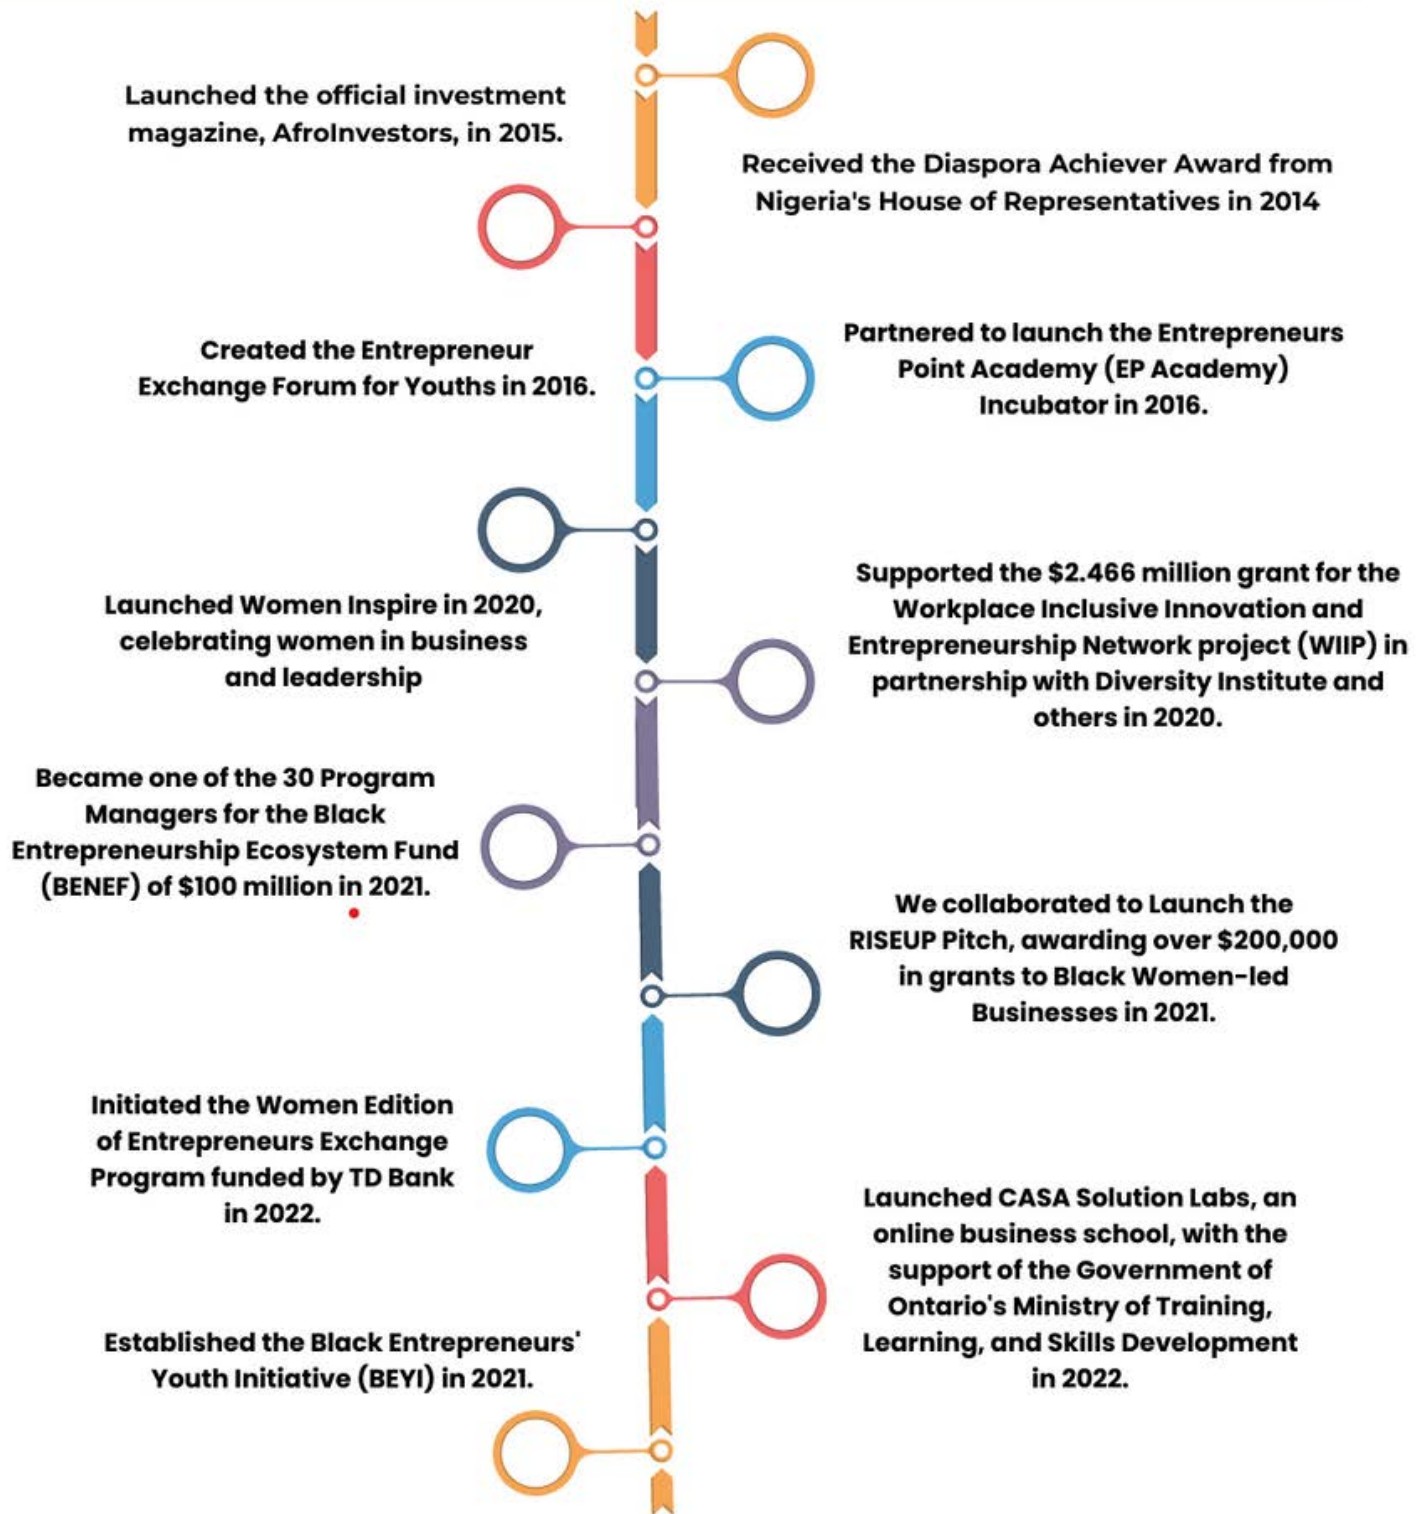 Launched the official investment
magazine, AfroInvestors, in 2015.
Received the Diaspora Achiever Award from
Nigeria's House of Representatives in 2014
Created the Entrepreneur
Exchange Forum for Youths in 2016.
Partnered to launch the Entrepreneurs
Point Academy (EP Academy)
Incubator in 2016.
Launched Women Inspire in 2020,
celebrating women in business
and leadership
Supported the $2.466 million grant for the
Workplace Inclusive Innovation and
Entrepreneurship Network project (WIIP) in
partnership with Diversity Institute and
others in 2020.
Became one of the 30 Program
Managers for the Black
Entrepreneurship Ecosystem Fund
(BENEF) of $100 million in 2021.
We collaborated to Launch the
RISEUP Pitch, awarding over $200,000
in grants to Black Women-led
Businesses in 2021.
Initiated the Women Edition
of Entrepreneurs Exchange
Program funded by TD Bank
in 2022.
Launched CASA Solution Labs, an
online business school, with the
support of the Government of
Ontario's Ministry of Training,
Learning, and Skills Development
in 2022.
Established the Black Entrepreneurs'
Youth Initiative (BEYI) in 2021.